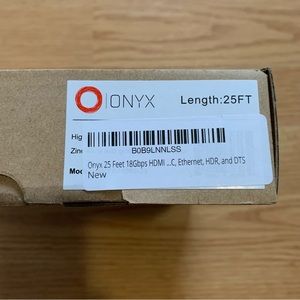 ONYX
Length:25FT
Hig
Zin
B0B9LNNLSS
Onyx 25 Feet 18Gbps HDMI ...C, Ethernet, HDR, and DTS
New
Mod